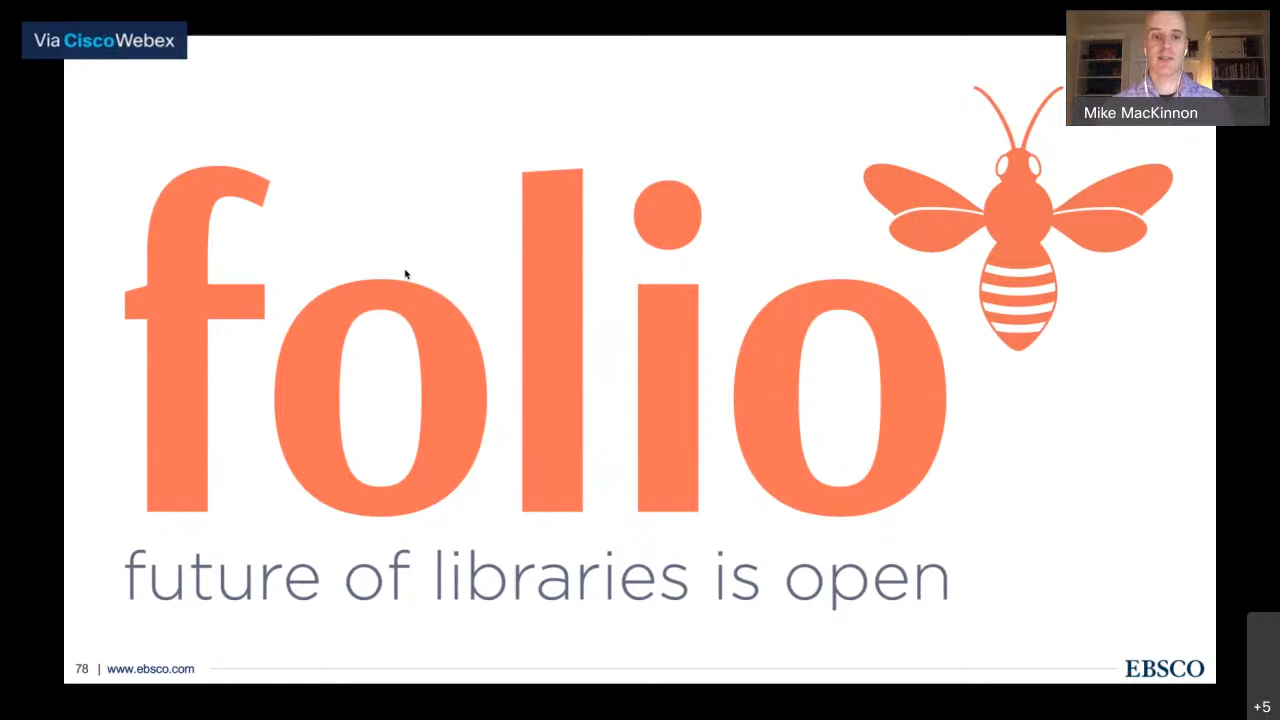 Via CiscoWebex
Mike MacKinnon
folio
future of libraries is open
78 | www.ebsco.com
EBSCO
+5